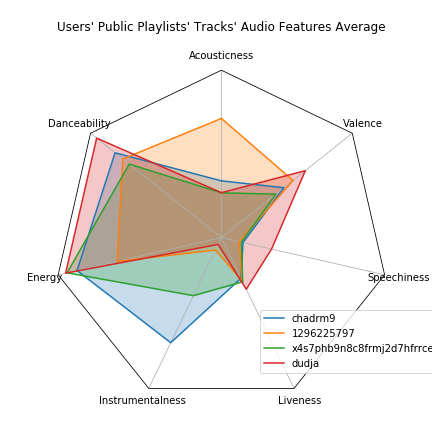 Users' Public Playlists' Tracks' Audio Features Average
Acousticness
Danceability
Valence
Energy
Speechiness
Instrumentalness
Liveness
chadrm9
1296225797
x4s7phb9n8c8frmj2d7hfrrce
dudja